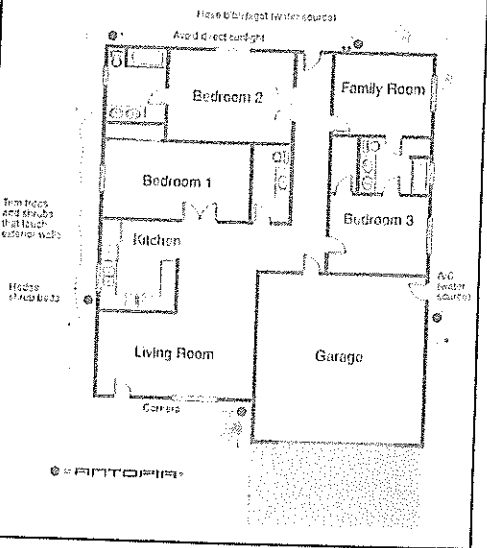 Hose bib/spigot (water source)
Avoid direct sunlight
Bedroom 2
Family Room
Bedroom 1
Trim trees
and shrubs
that touch
exterior walls
Kitchen
Bedroom 3
A/C
(water
source)
Living Room
Garage
ANTOPIA